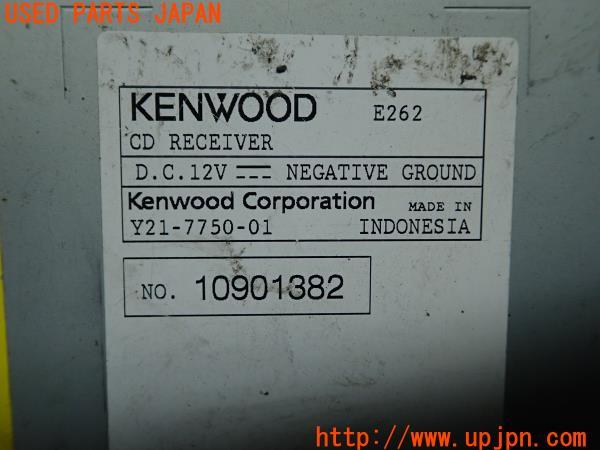 USED PARTS JAPAN
KENWOOD E262
CD RECEIVER
D.C.12V NEGATIVE GROUND
Kenwood Corporation MADE IN
Y21-7750-01 INDONESIA
NO. 10901382
http://www.upjpn.com/